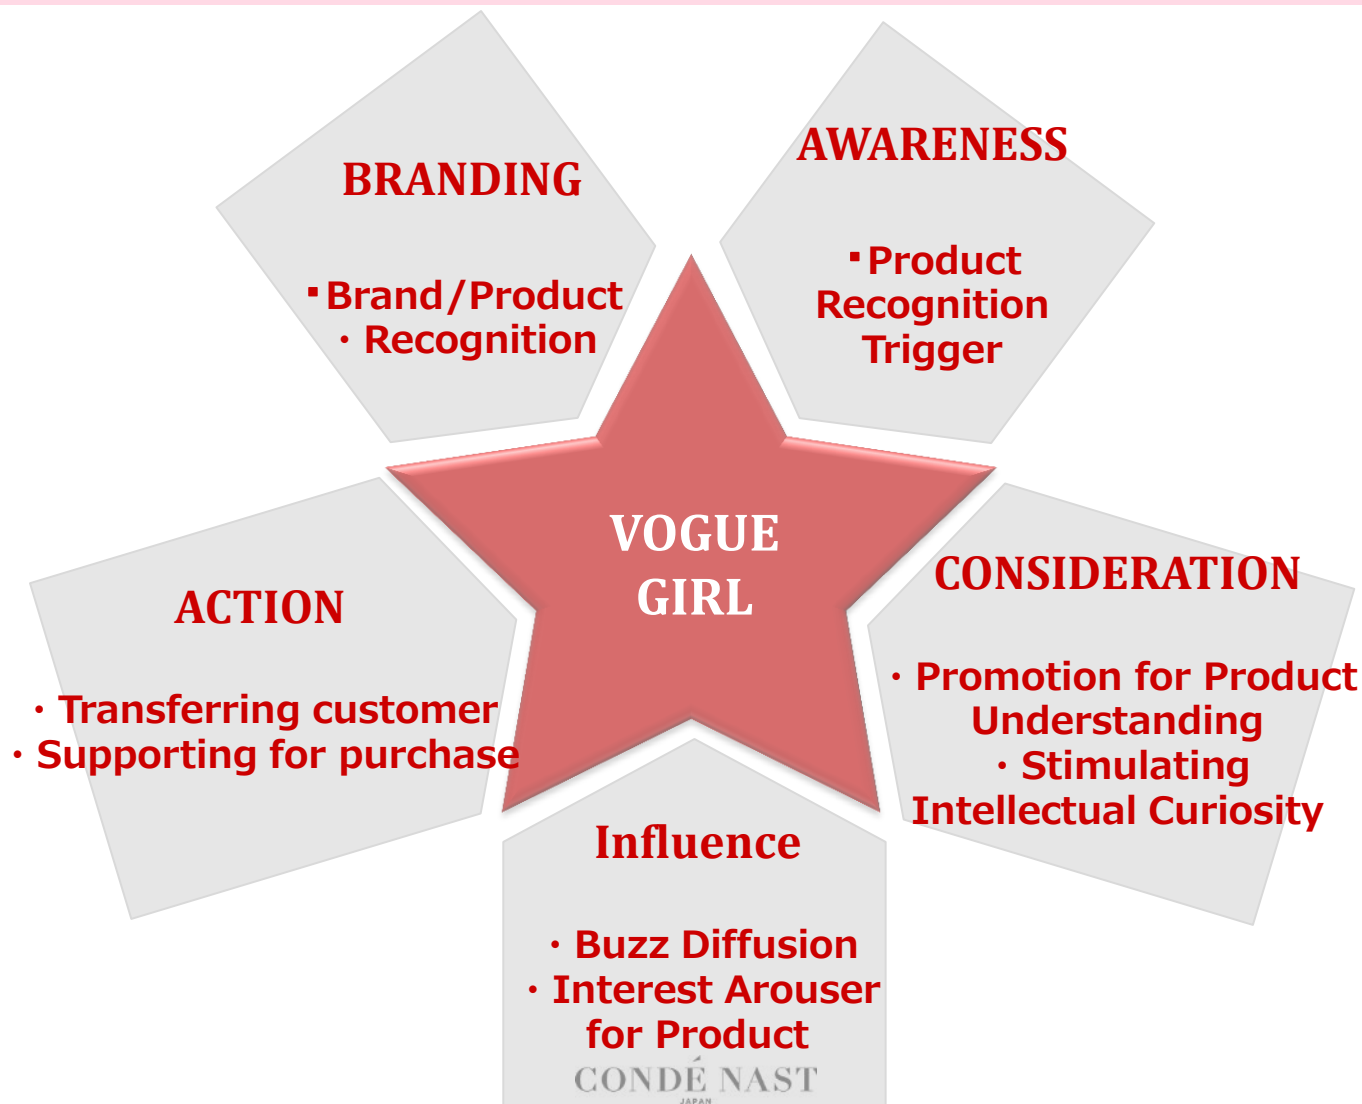 BRANDING
▪Brand/Product
・Recognition
AWARENESS
▪Product
Recognition
Trigger
VOGUE
GIRL
CONSIDERATION
・Promotion for Product
Understanding
・Stimulating
Intellectual Curiosity
ACTION
・Transferring customer
・Supporting for purchase
Influence
・Buzz Diffusion
・Interest Arouser
for Product
CONDÉ NAST
JAPAN